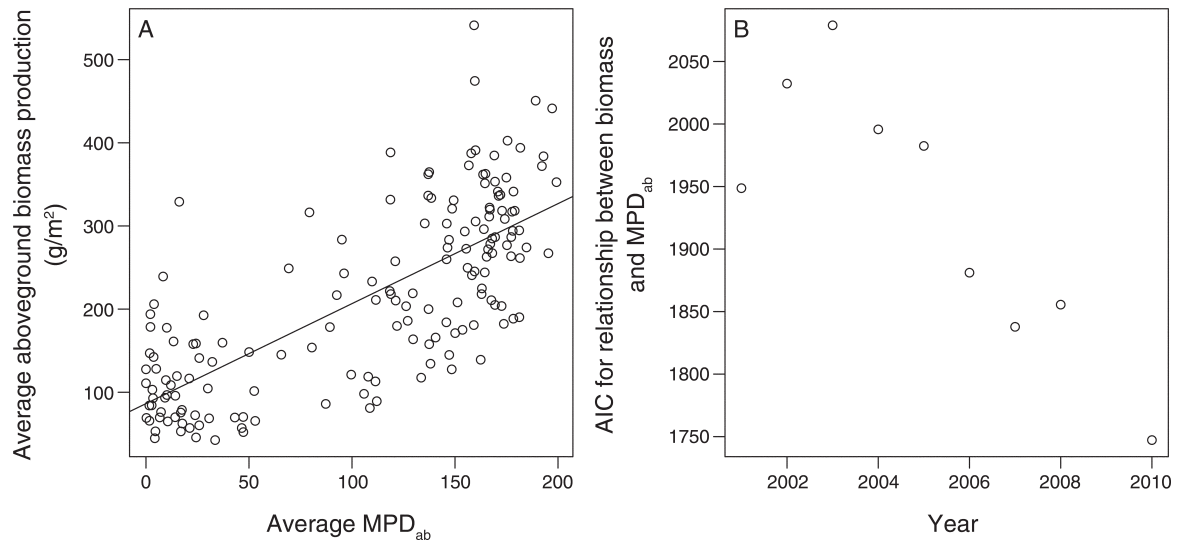 A
Average aboveground biomass production
(g/m²)
500
400
300
200
100
0
50
100
150
200
Average MPDab
B
AIC for relationship between biomass
and MPDab
2050
2000
1950
1900
1850
1800
1750
2002
2004
2006
2008
2010
Year